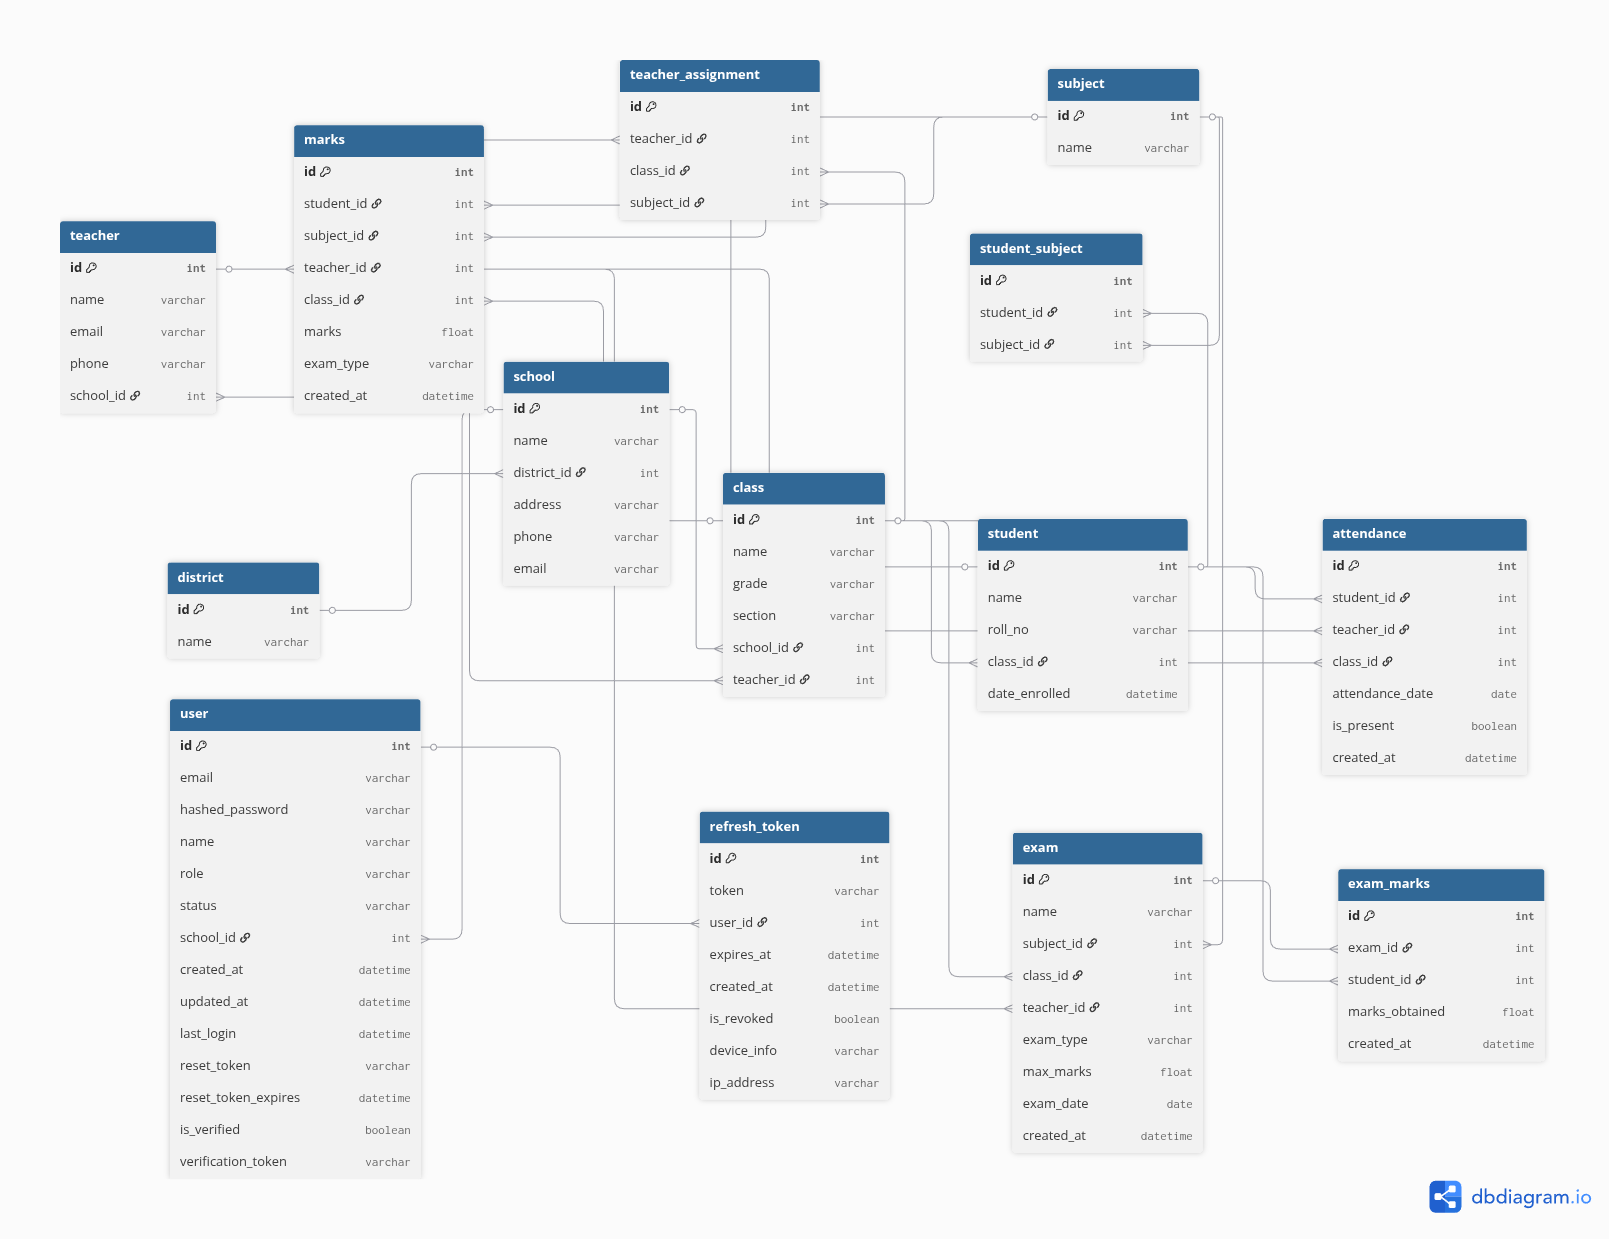 teacher_assignment
id int
teacher_id int
class_id int
subject_id int
subject
id int
name varchar
marks
id int
student_id int
subject_id int
teacher_id int
class_id int
marks float
exam_type varchar
created_at datetime
teacher
id int
name varchar
email varchar
phone varchar
school_id int
student_subject
id int
student_id int
subject_id int
school
id int
name varchar
district_id int
address varchar
phone varchar
email varchar
class
id int
name varchar
grade varchar
section varchar
school_id int
teacher_id int
student
id int
name varchar
roll_no varchar
class_id int
date_enrolled datetime
attendance
id int
student_id int
teacher_id int
class_id int
attendance_date date
is_present boolean
created_at datetime
district
id int
name varchar
user
id int
email varchar
hashed_password varchar
name varchar
role varchar
status varchar
school_id int
created_at datetime
updated_at datetime
last_login datetime
reset_token varchar
reset_token_expires datetime
is_verified boolean
verification_token varchar
refresh_token
id int
token varchar
user_id int
expires_at datetime
created_at datetime
is_revoked boolean
device_info varchar
ip_address varchar
exam
id int
name varchar
subject_id int
class_id int
teacher_id int
exam_type varchar
max_marks float
exam_date date
created_at datetime
exam_marks
id int
exam_id int
student_id int
marks_obtained float
created_at datetime
dbdiagram.io